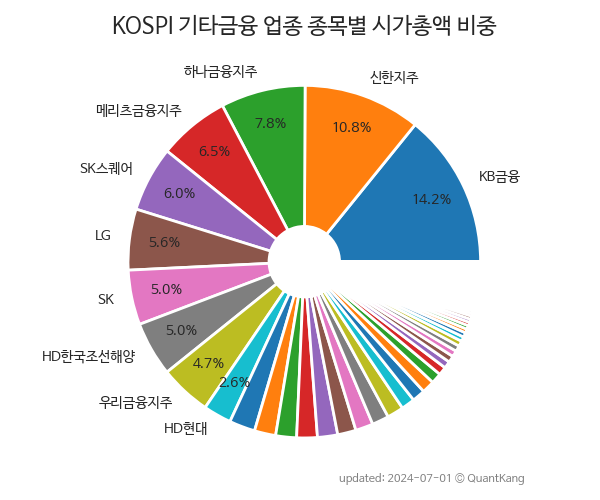 KOSPI 기타금융 업종 종목별 시가총액 비중
하나금융지주
신한지주
메리츠금융지주
7.8%
10.8%
6.5%
SK스퀘어
KB금융
6.0%
14.2%
LG
5.6%
SK
5.0%
5.0%
HD한국조선해양
4.7%
2.6%
우리금융지주
HD현대
updated: 2024-07-01 © QuantKang